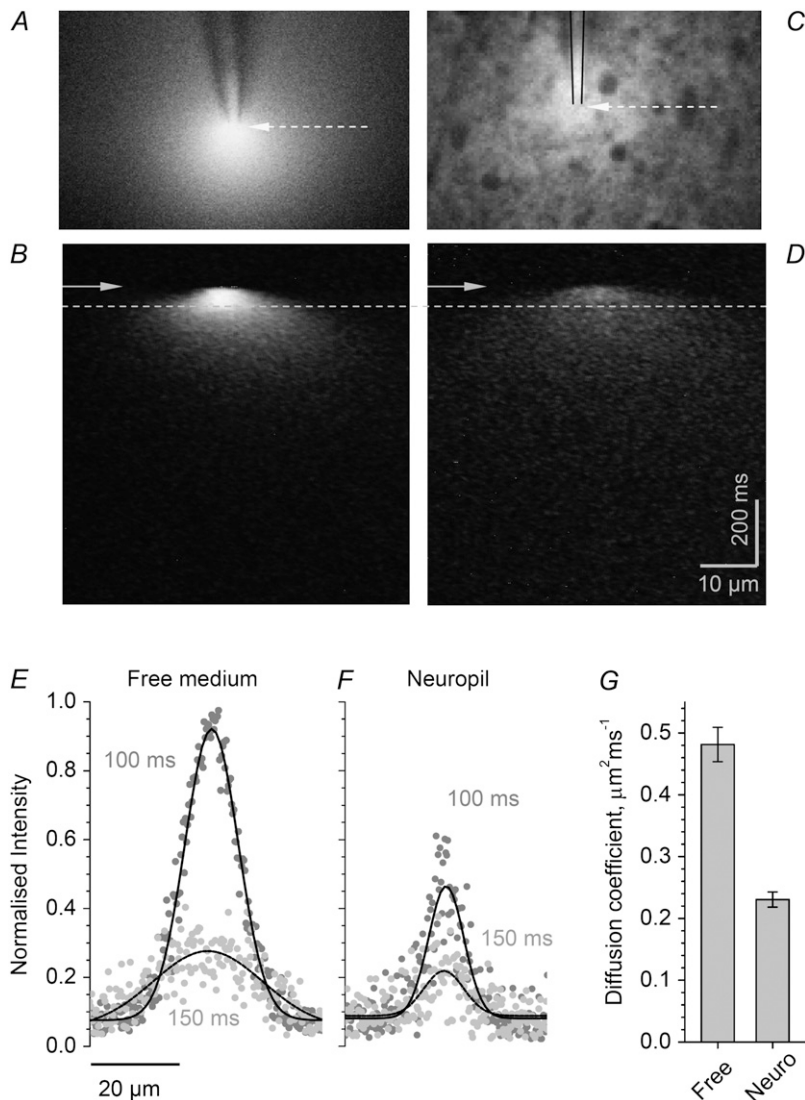 A
C
B
D
200 ms
10 µm
E
Free medium
F
Neuropil
G
1.0
0.8
0.6
0.4
0.2
0.0
Normalised Intensity
100 ms
150 ms
20 µm
100 ms
150 ms
0.5
0.4
0.3
0.2
0.1
0.0
Diffusion coefficient, µm²ms⁻¹
Free
Neuro